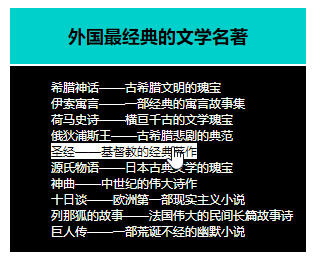 外国最经典的文学名著
希腊神话——古希腊文明的瑰宝
伊索寓言——一部经典的寓言故事集
荷马史诗——横亘千古的文学瑰宝
俄狄浦斯王——古希腊悲剧的典范
圣经——基督教的经典著作
源氏物语——日本古典文学的瑰宝
神曲——中世纪的伟大诗作
十日谈——欧洲第一部现实主义小说
列那狐的故事——法国伟大的民间长篇故事诗
巨人传——一部荒诞不经的幽默小说